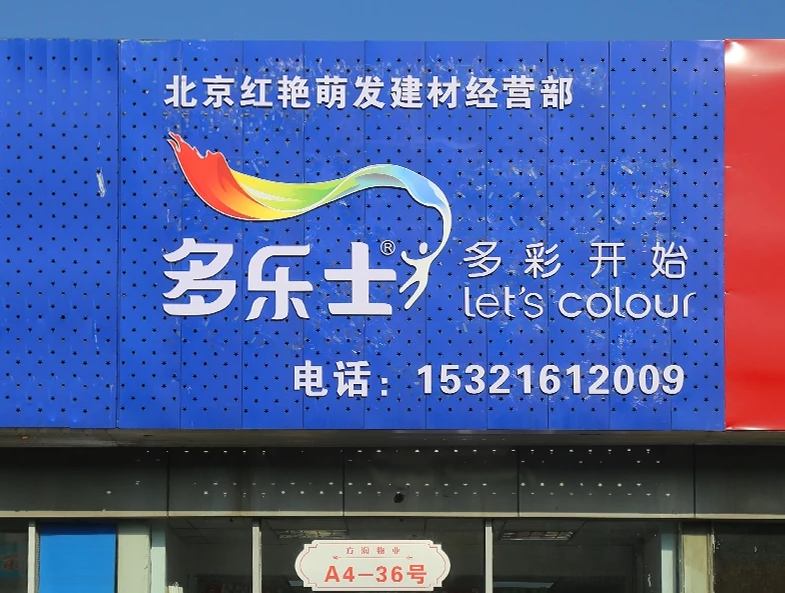 北京红艳萌发建材经营部
多乐士® 多彩开始
let's colour
电话：15321612009
A4-36号